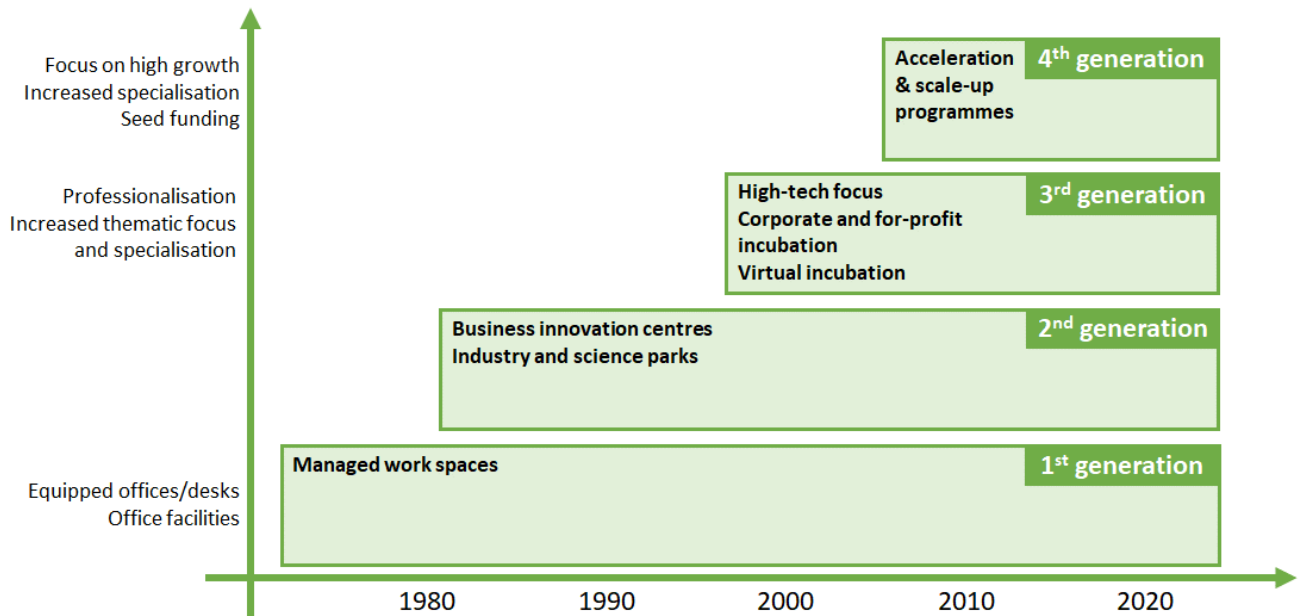 Focus on high growth
Increased specialisation
Seed funding
Acceleration
& scale-up
programmes
4th generation
Professionalisation
Increased thematic focus
and specialisation
High-tech focus
Corporate and for-profit
incubation
Virtual incubation
3rd generation
Business innovation centres
Industry and science parks
2nd generation
Equipped offices/desks
Office facilities
Managed work spaces
1st generation
1980
1990
2000
2010
2020